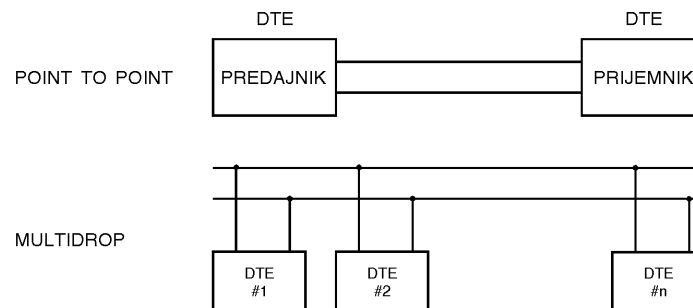 DTE DTE
POINT TO POINT PREDAJNIK PRIJEMNIK
MULTIDROP
DTE DTE DTE
#1 #2 #n